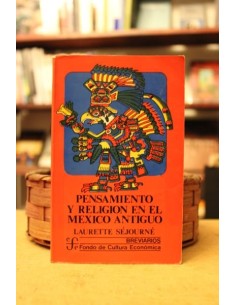 PENSAMIENTO
Y RELIGION EN EL
MEXICO ANTIGUO
LAURETTE SÉJOURNÉ
BREVIARIOS
Fondo de Cultura Económica